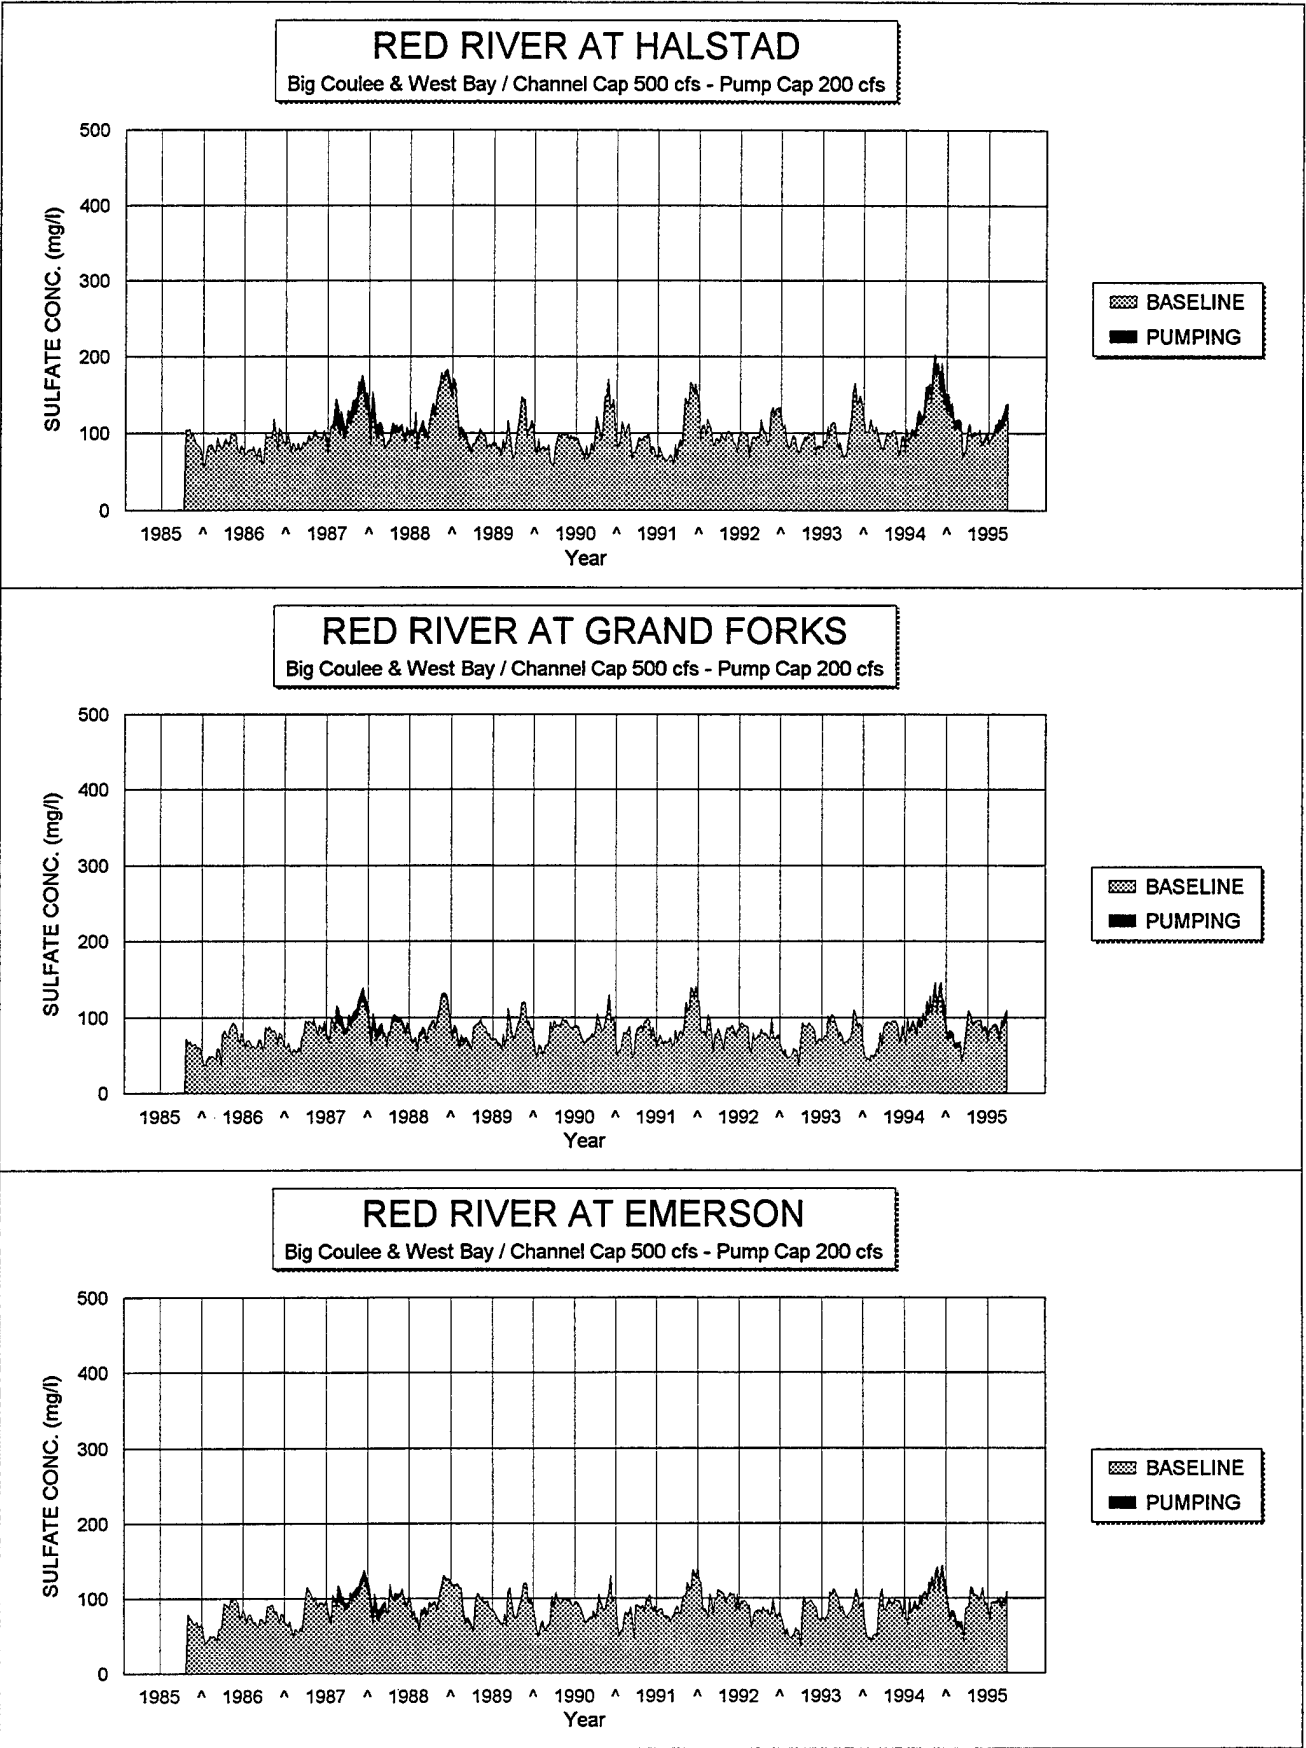 RED RIVER AT HALSTAD
Big Coulee & West Bay / Channel Cap 500 cfs - Pump Cap 200 cfs
SULFATE CONC. (mg/l)
500
400
300
200
100
0
1985 ^ 1986 ^ 1987 ^ 1988 ^ 1989 ^ 1990 ^ 1991 ^ 1992 ^ 1993 ^ 1994 ^ 1995
Year
BASELINE
PUMPING
RED RIVER AT GRAND FORKS
Big Coulee & West Bay / Channel Cap 500 cfs - Pump Cap 200 cfs
SULFATE CONC. (mg/l)
500
400
300
200
100
0
1985 ^ 1986 ^ 1987 ^ 1988 ^ 1989 ^ 1990 ^ 1991 ^ 1992 ^ 1993 ^ 1994 ^ 1995
Year
BASELINE
PUMPING
RED RIVER AT EMERSON
Big Coulee & West Bay / Channel Cap 500 cfs - Pump Cap 200 cfs
SULFATE CONC. (mg/l)
500
400
300
200
100
0
1985 ^ 1986 ^ 1987 ^ 1988 ^ 1989 ^ 1990 ^ 1991 ^ 1992 ^ 1993 ^ 1994 ^ 1995
Year
BASELINE
PUMPING